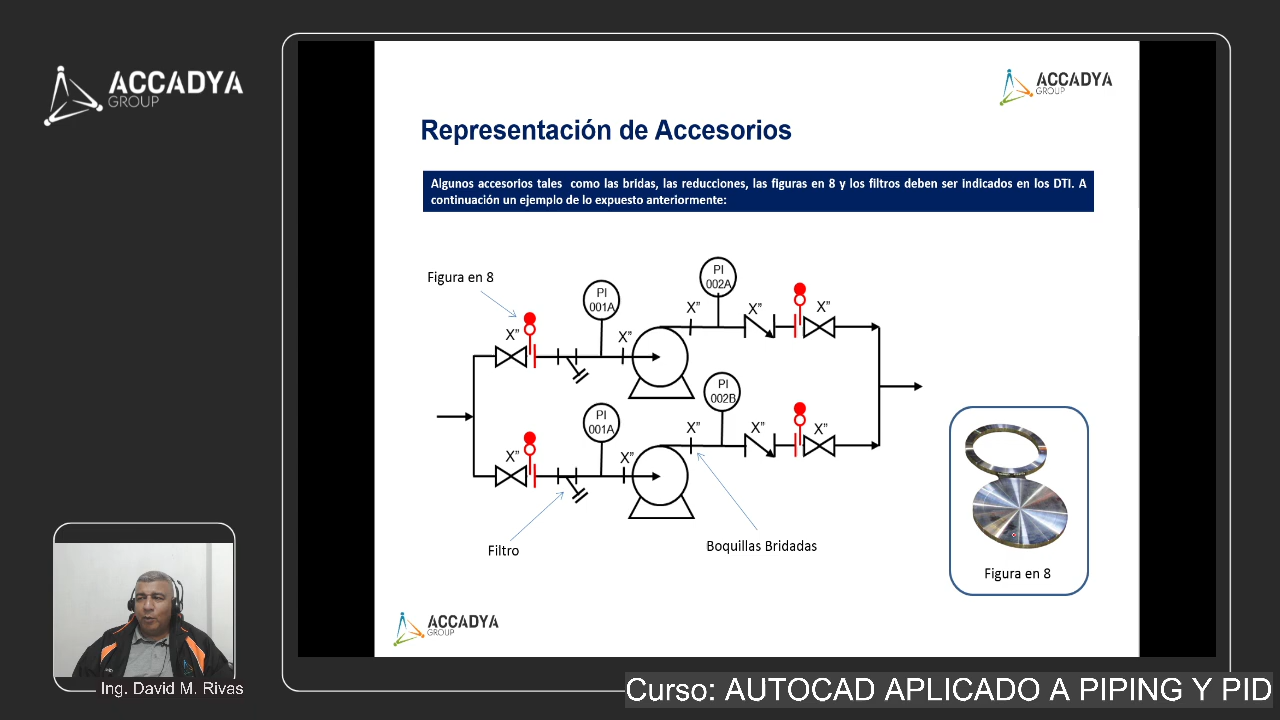 ACCADYA
GROUP
ACCADYA
GROUP
Representación de Accesorios
Algunos accesorios tales como las bridas, las reducciones, las figuras en 8 y los filtros deben ser indicados en los DTI. A
continuación un ejemplo de lo expuesto anteriormente:
Figura en 8
PI
001A
PI
002A
X”
X”
X”
X”
X”
PI
001A
PI
002B
X”
X”
X”
X”
X”
Filtro
Boquillas Bridadas
Figura en 8
ACCADYA
GROUP
Ing. David M. Rivas
Curso: AUTOCAD APLICADO A PIPING Y PID